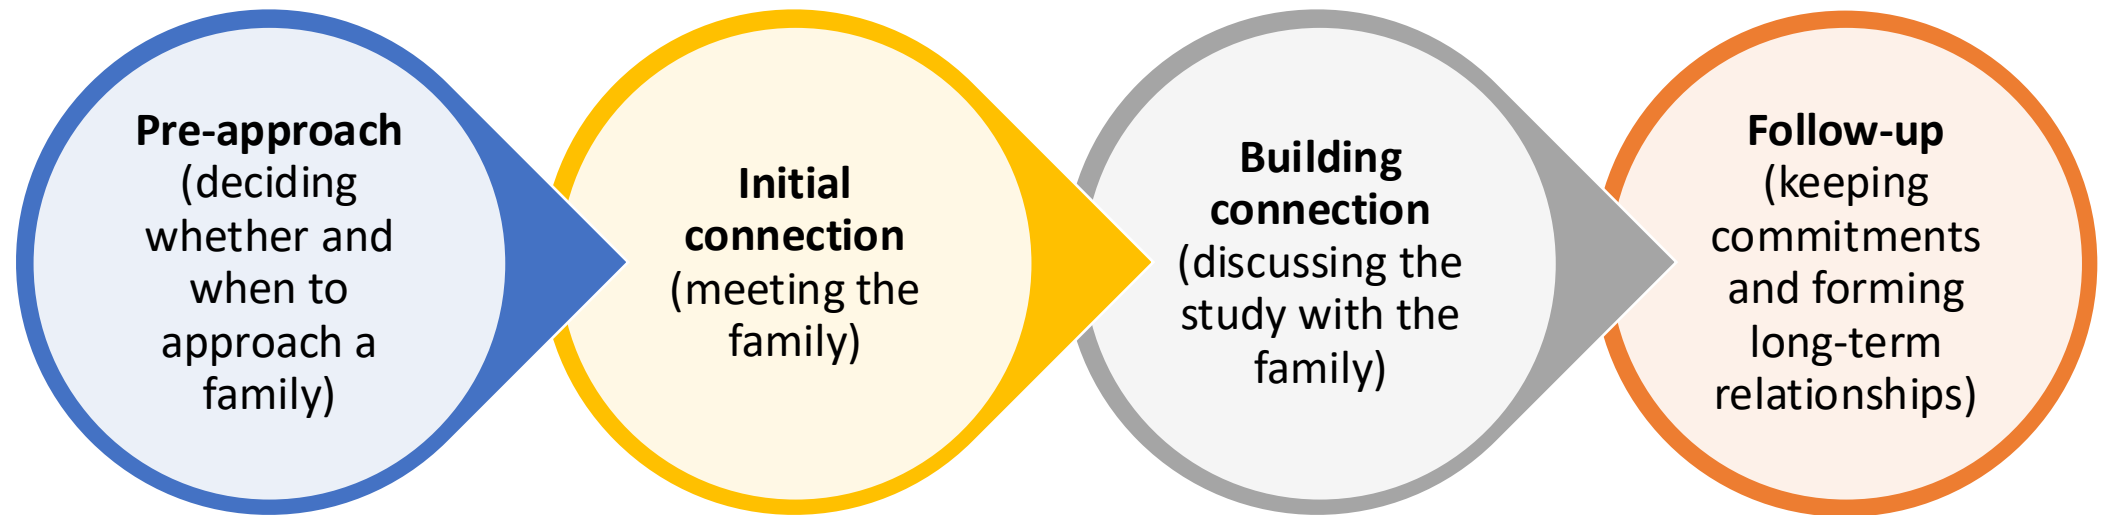 Pre-approach
(deciding
whether and
when to
approach a
family)
Initial
connection
(meeting the
family)
Building
connection
(discussing the
study with the
family)
Follow-up
(keeping
commitments
and forming
long-term
relationships)